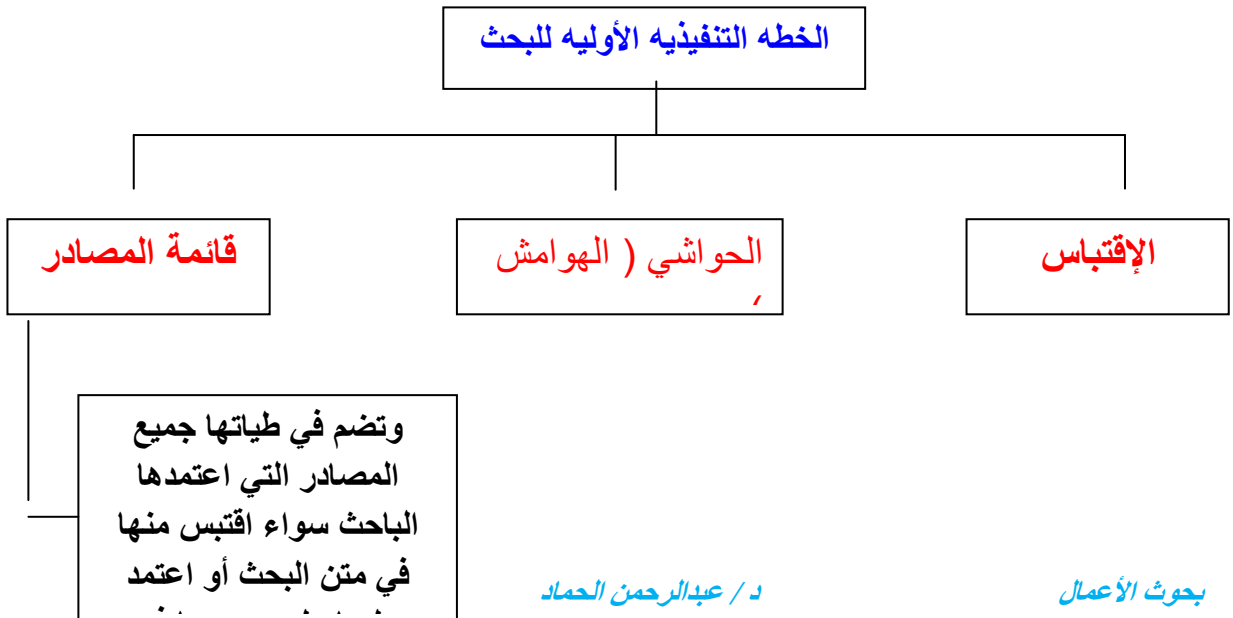 الخطه التنفيذيه الأوليه للبحث
الإقتباس
الحواشي ( الهوامش
،
قائمة المصادر
وتضم في طياتها جميع
المصادر التي اعتمدها
الباحث سواء اقتبس منها
في متن البحث أو اعتمد
بحوث الأعمال
د / عبدالرحمن الحماد